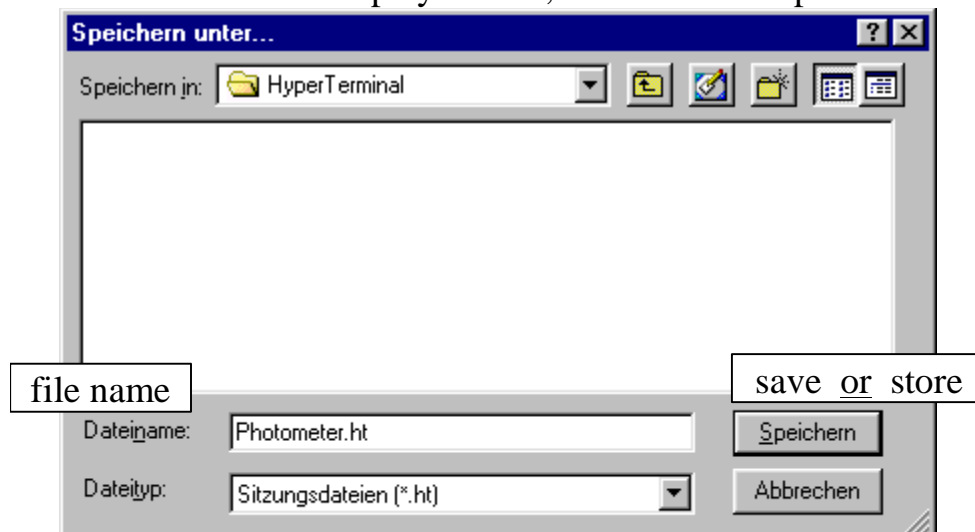 Speichern unter...
Speichern in: HyperTerminal
file name
save or store
Dateiname: Photometer.ht Speichern
Dateityp: Sitzungsdateien (*.ht) Abbrechen